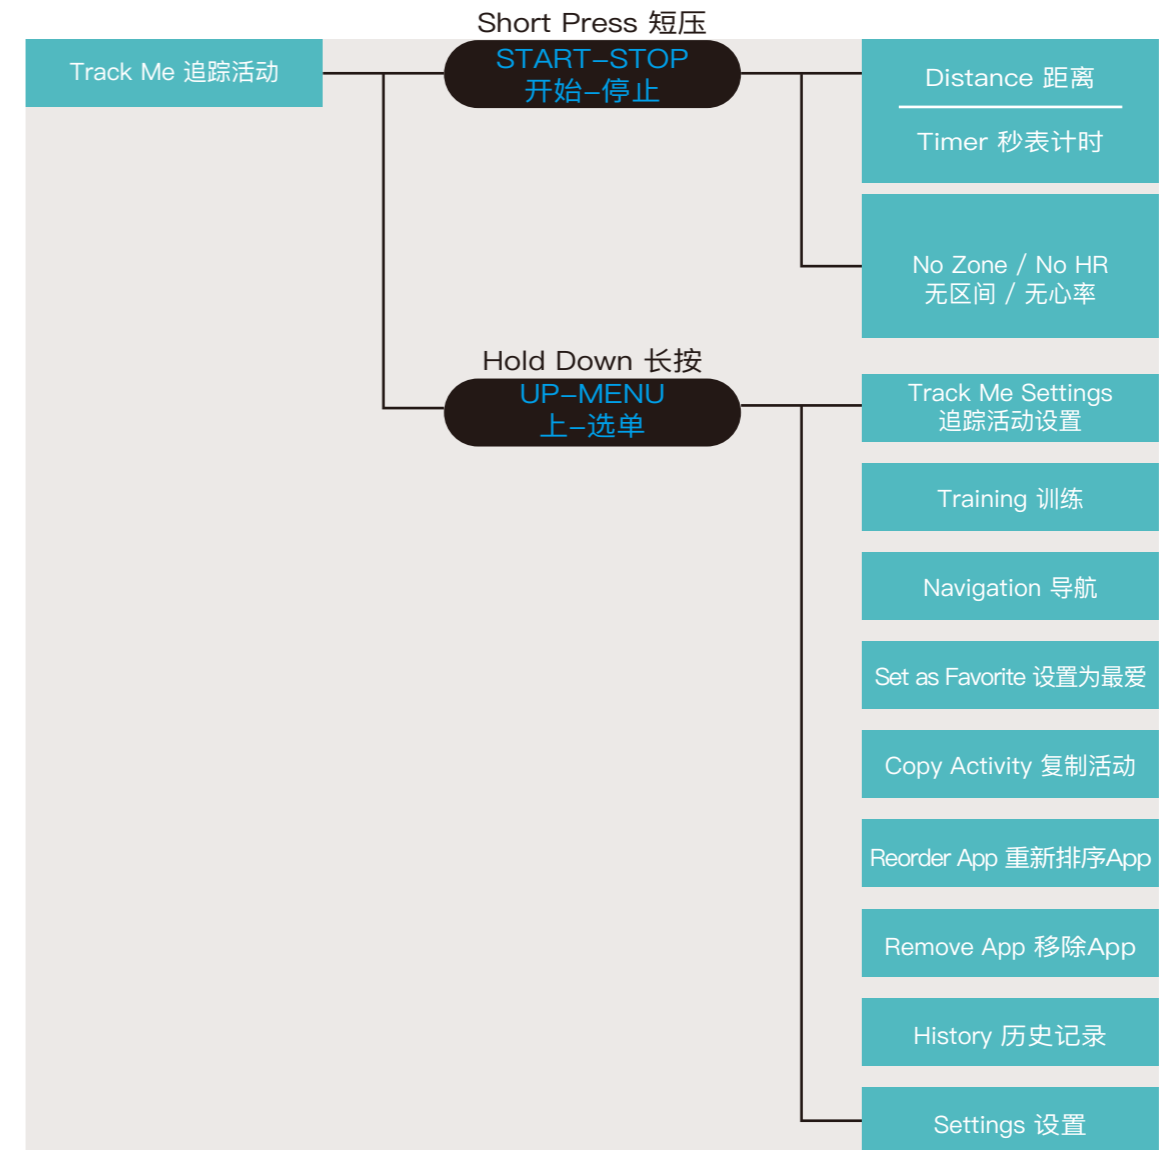 Short Press 短压
Track Me 追踪活动
START-STOP
开始-停止
Distance 距离
Timer 秒表计时
No Zone / No HR
无区间 / 无心率
Hold Down 长按
UP-MENU
上-选单
Track Me Settings
追踪活动设置
Training 训练
Navigation 导航
Set as Favorite 设置为最爱
Copy Activity 复制活动
Reorder App 重新排序App
Remove App 移除App
History 历史记录
Settings 设置